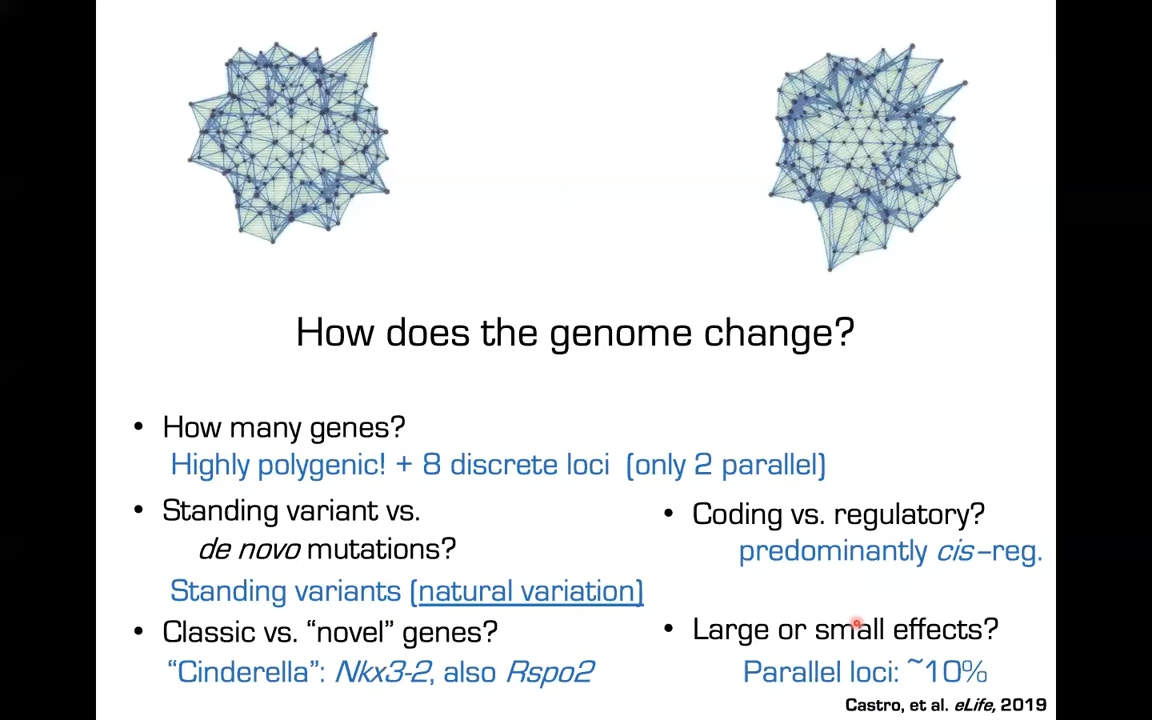 How does the genome change?
• How many genes?
Highly polygenic! + 8 discrete loci (only 2 parallel)
• Standing variant vs.
de novo mutations?
Standing variants (natural variation)
• Classic vs. “novel” genes?
“Cinderella”: Nkx3-2, also Rspo2
• Coding vs. regulatory?
predominantly cis–reg.
• Large or small effects?
Parallel loci: ~10%
Castro, et al. eLife, 2019